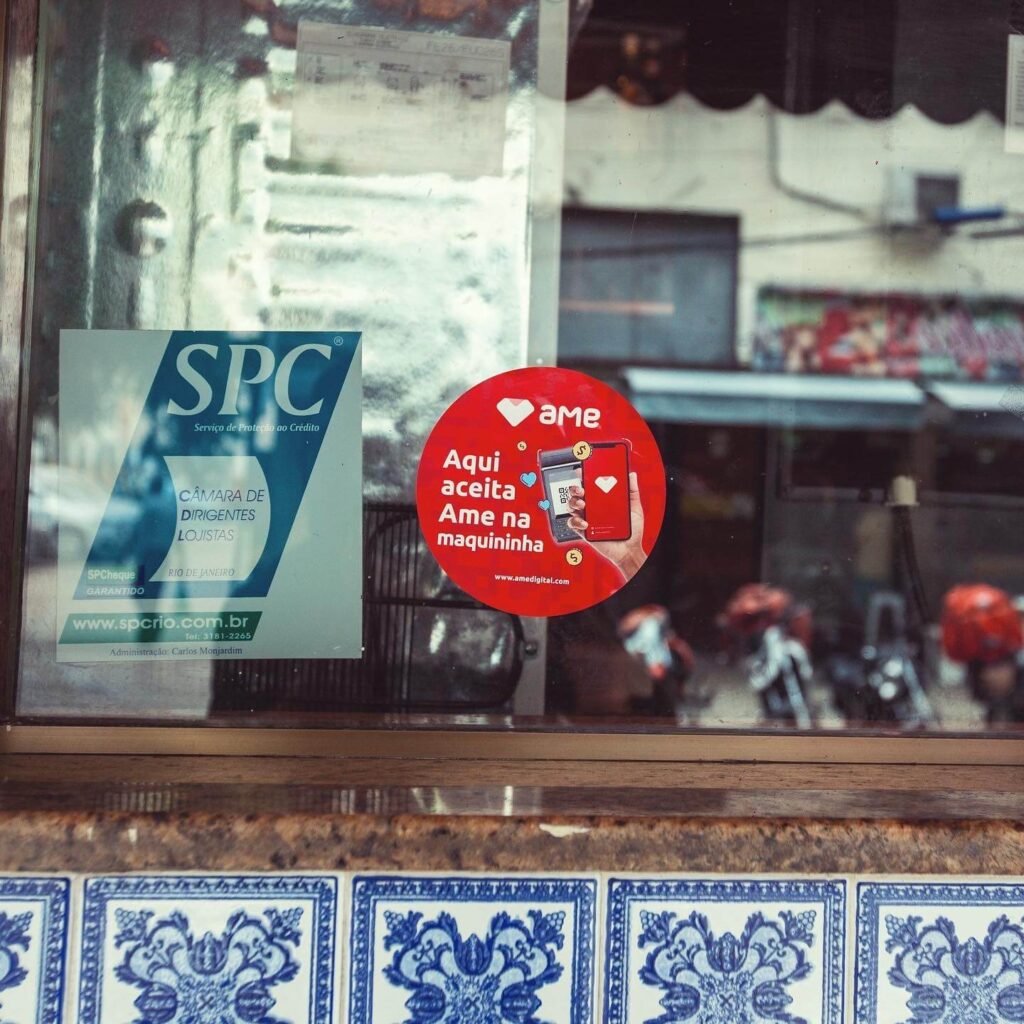 SPC®
Serviço de Proteção ao Crédito
CÂMARA DE
DIRIGENTES
LOJISTAS
RIO DE JANEIRO
SPCheque
GARANTIDO
www.spcrio.com.br
Tel: 3181-2265
Administração: Carlos Monjardim
AME
Aqui
aceita
Ame na
maquininha
www.amedigital.com